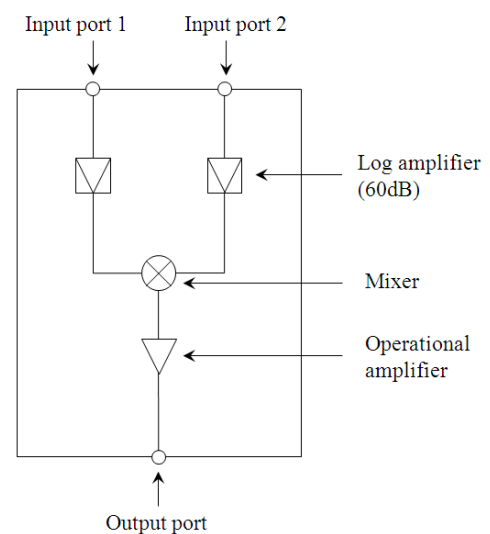 Input port 1
Input port 2
Log amplifier
(60dB)
Mixer
Operational
amplifier
Output port